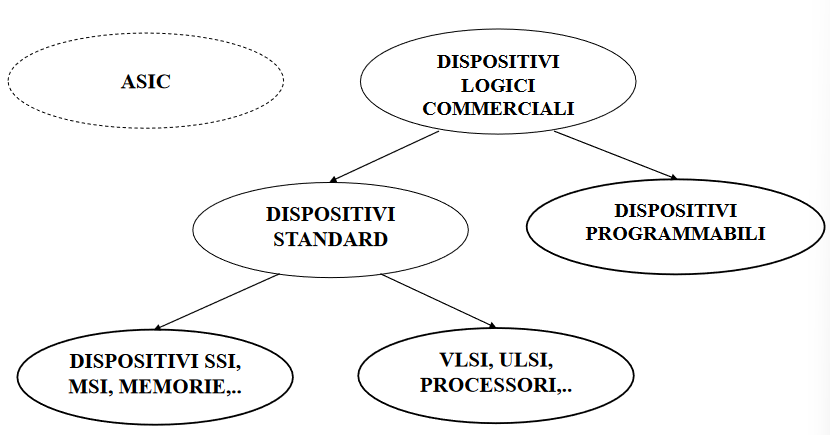 ASIC
DISPOSITIVI
LOGICI
COMMERCIALI
DISPOSITIVI
STANDARD
DISPOSITIVI
PROGRAMMABILI
DISPOSITIVI SSI,
MSI, MEMORIE,..
VLSI, ULSI,
PROCESSORI,..